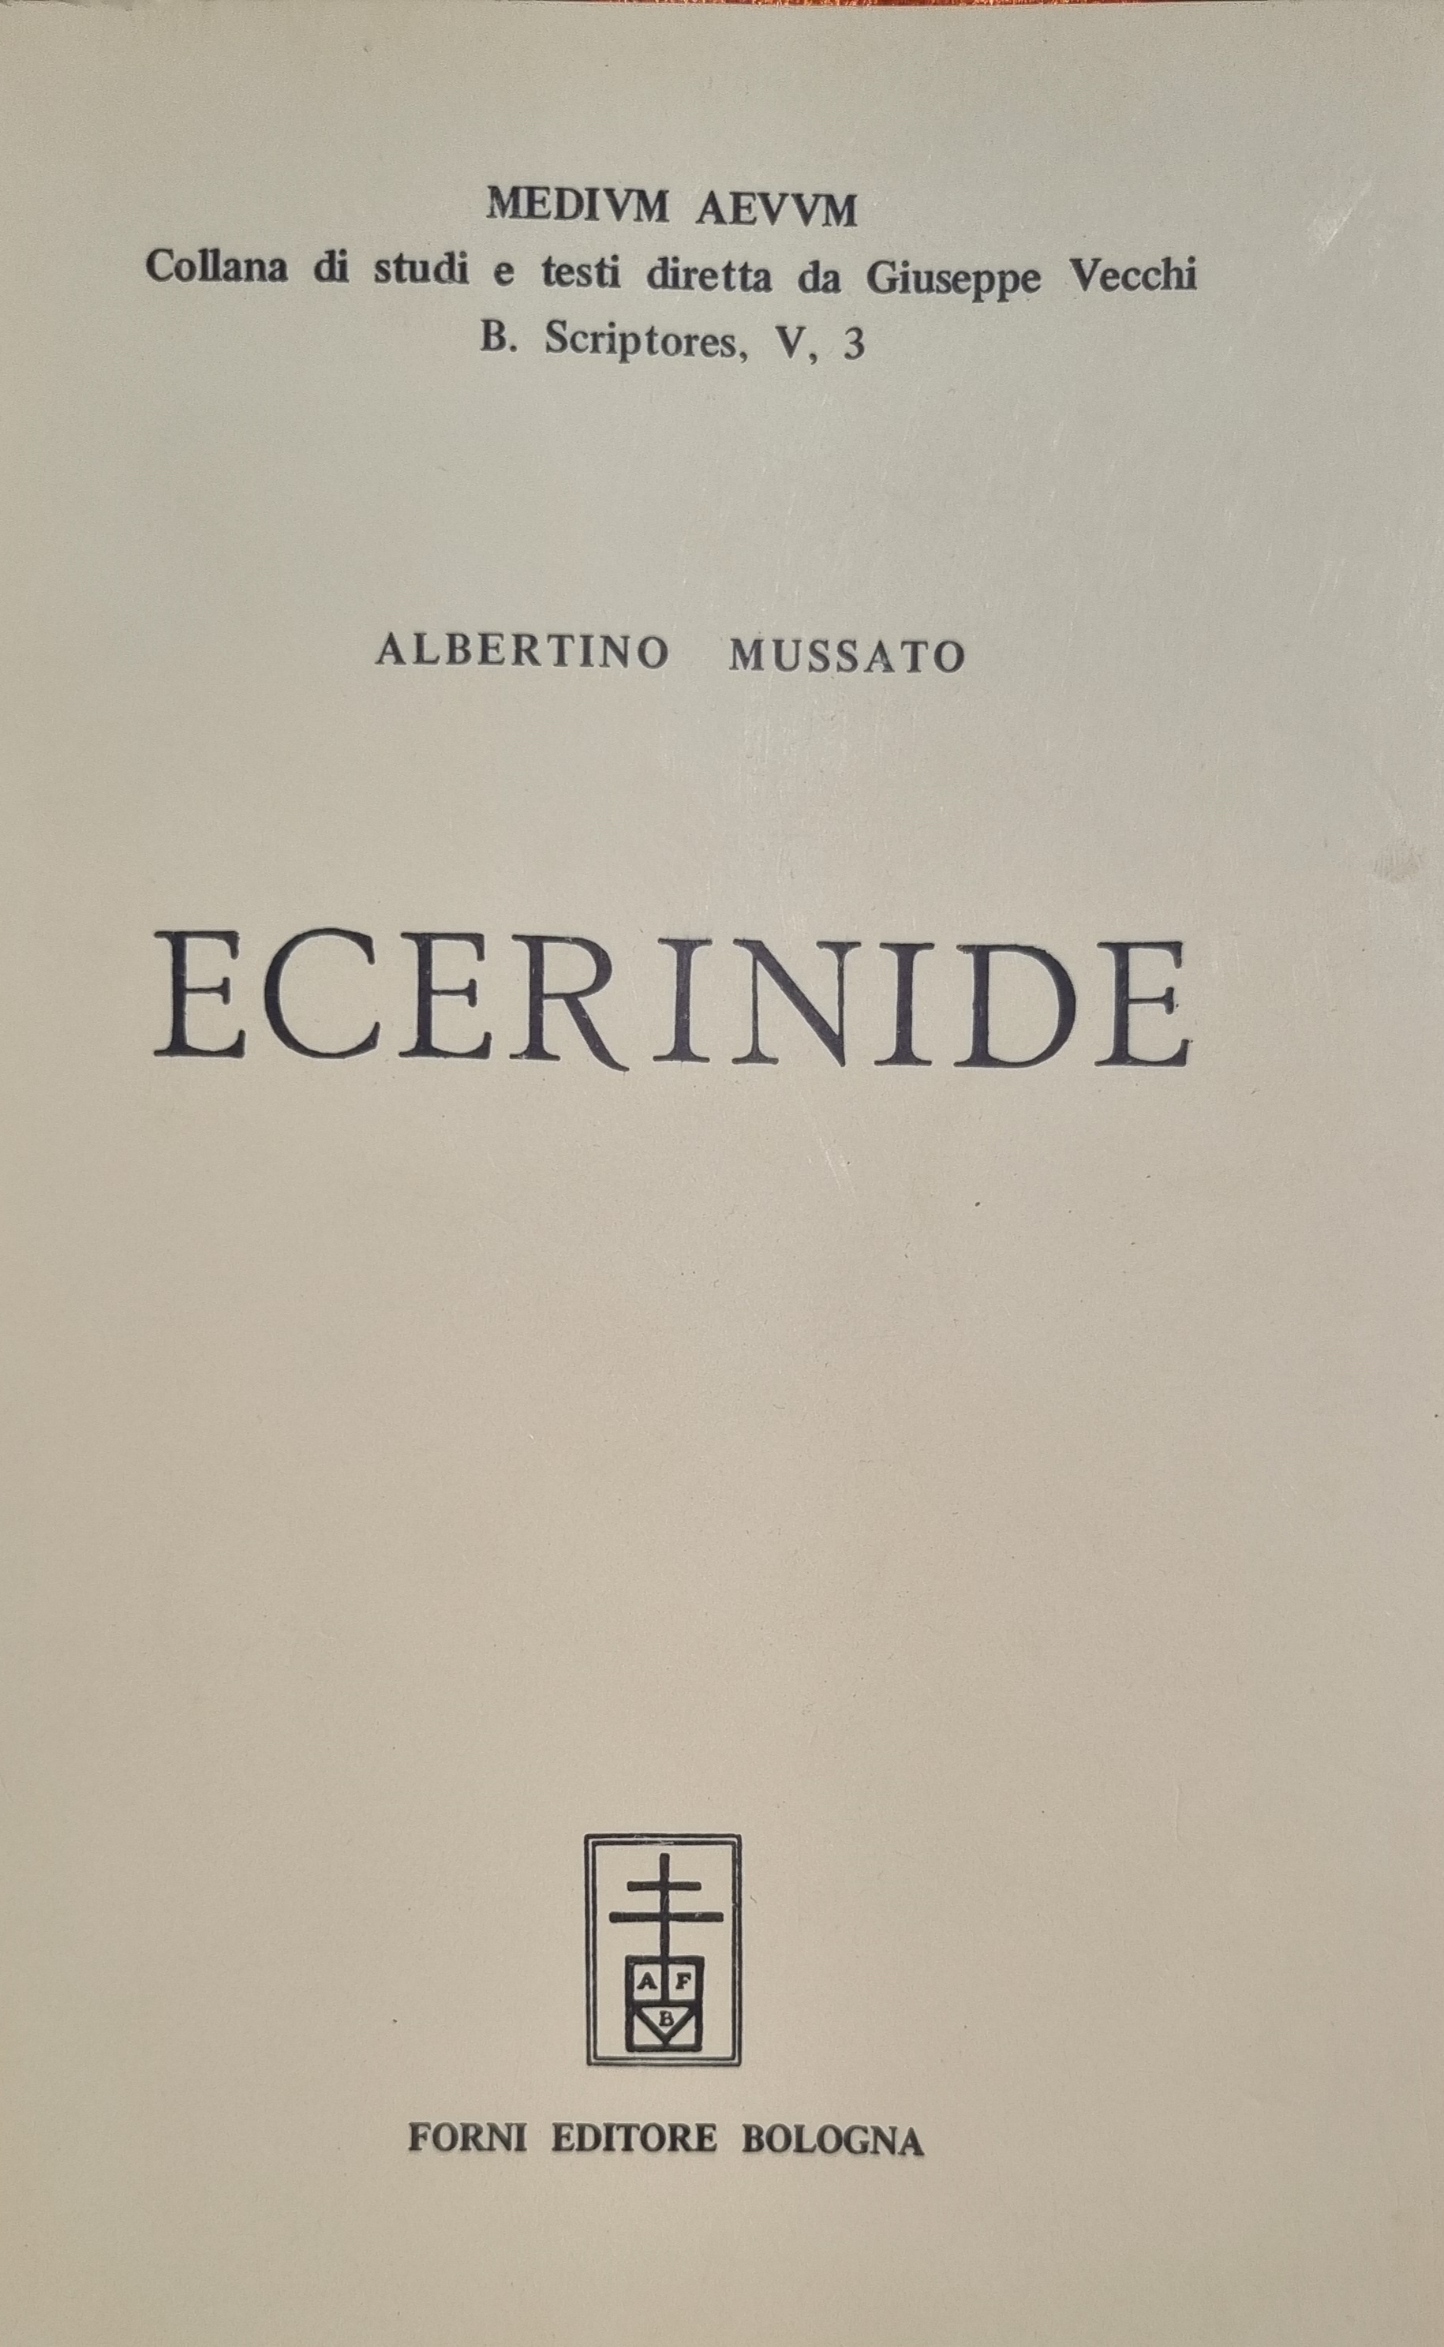 MEDIVM AEVVM
Collana di studi e testi diretta da Giuseppe Vecchi
B. Scriptores, V, 3
ALBERTINO MUSSATO
ECERINIDE
A F
B
FORNI EDITORE BOLOGNA